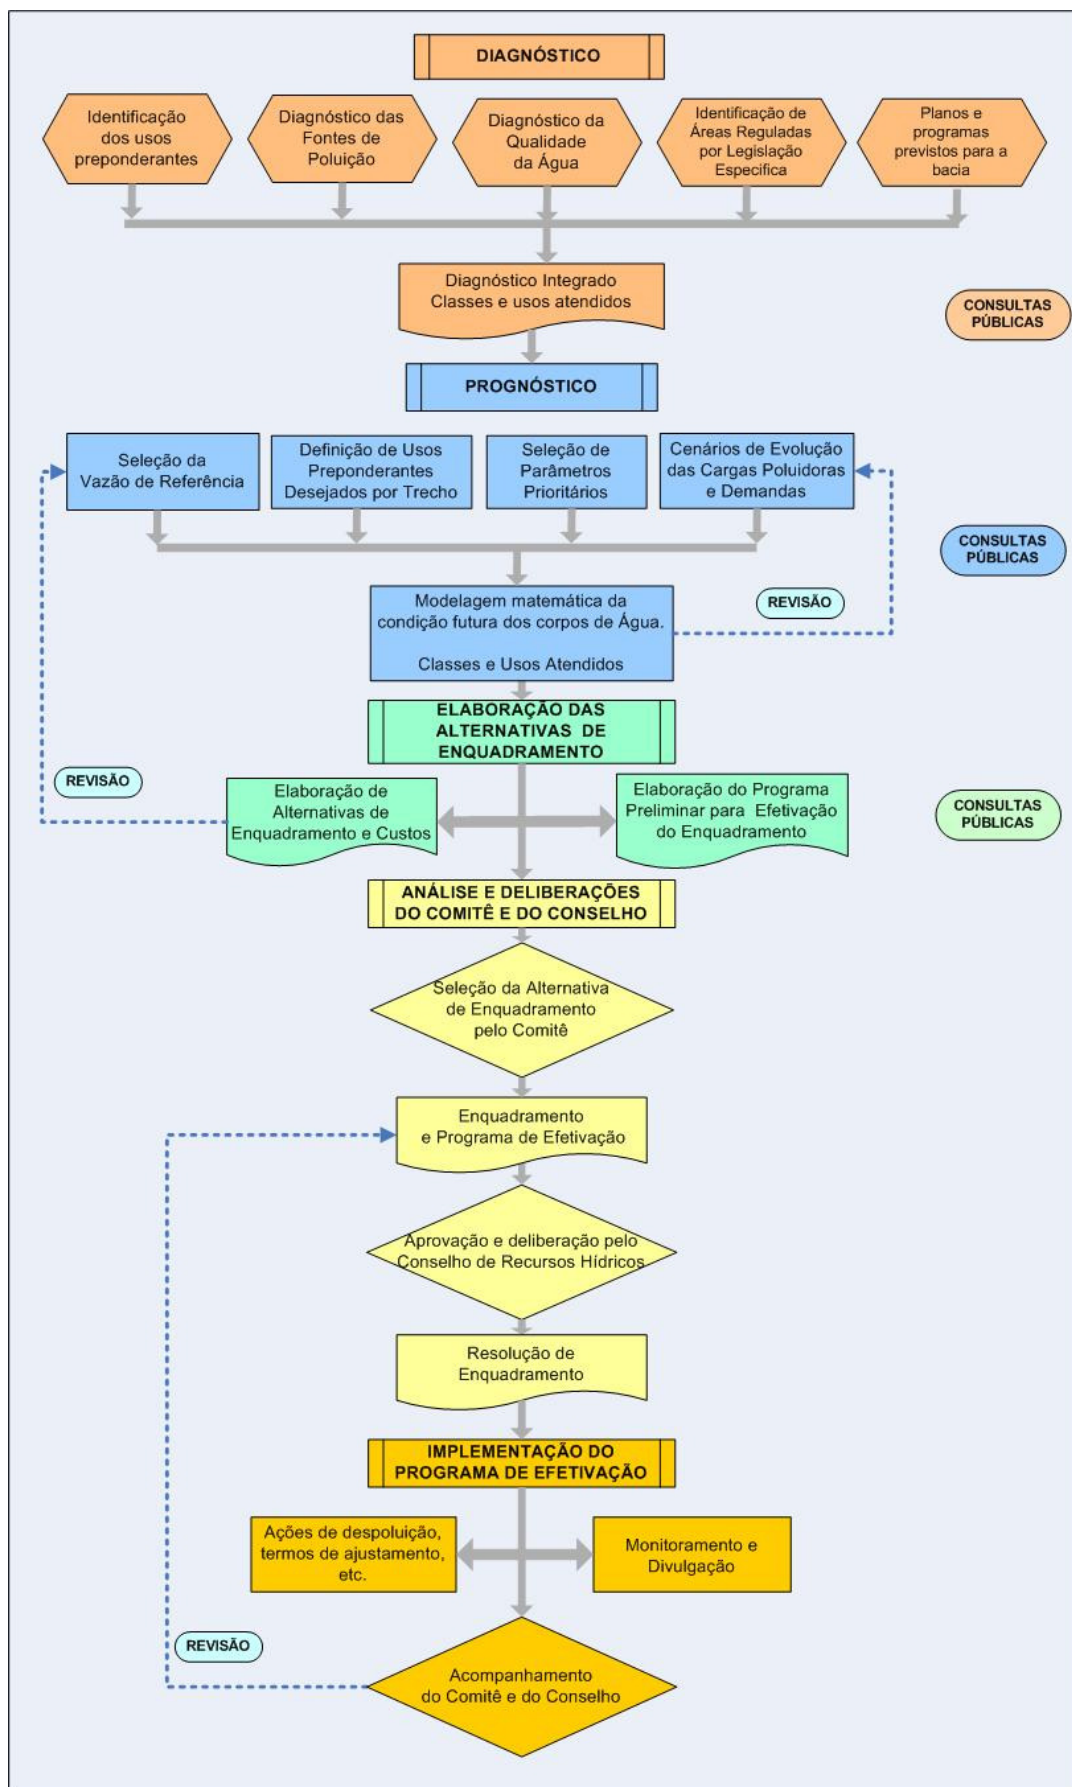 DIAGNÓSTICO
Identificação
dos usos
preponderantes
Diagnóstico das
Fontes de
Poluição
Diagnóstico da
Qualidade
da Água
Identificação de
Áreas Reguladas
por Legislação
Especifica
Planos e
programas
previstos para a
bacia
Diagnóstico Integrado
Classes e usos atendidos
CONSULTAS
PÚBLICAS
PROGNÓSTICO
Seleção da
Vazão de Referência
Definição de Usos
Preponderantes
Desejados por Trecho
Seleção de
Parâmetros
Prioritários
Cenários de Evolução
das Cargas Poluidoras
e Demandas
CONSULTAS
PÚBLICAS
Modelagem matemática da
condição futura dos corpos de Água.
Classes e Usos Atendidos
REVISÃO
ELABORAÇÃO DAS
ALTERNATIVAS DE
ENQUADRAMENTO
REVISÃO
Elaboração de
Alternativas de
Enquadramento e Custos
Elaboração do Programa
Preliminar para Efetivação
do Enquadramento
CONSULTAS
PÚBLICAS
ANÁLISE E DELIBERAÇÕES
DO COMITÊ E DO CONSELHO
Seleção da Alternativa
de Enquadramento
pelo Comitê
Enquadramento
e Programa de Efetivação
Aprovação e deliberação pelo
Conselho de Recursos Hídricos
Resolução de
Enquadramento
IMPLEMENTAÇÃO DO
PROGRAMA DE EFETIVAÇÃO
Ações de despoluição,
termos de ajustamento,
etc.
Monitoramento e
Divulgação
REVISÃO
Acompanhamento
do Comitê e do Conselho